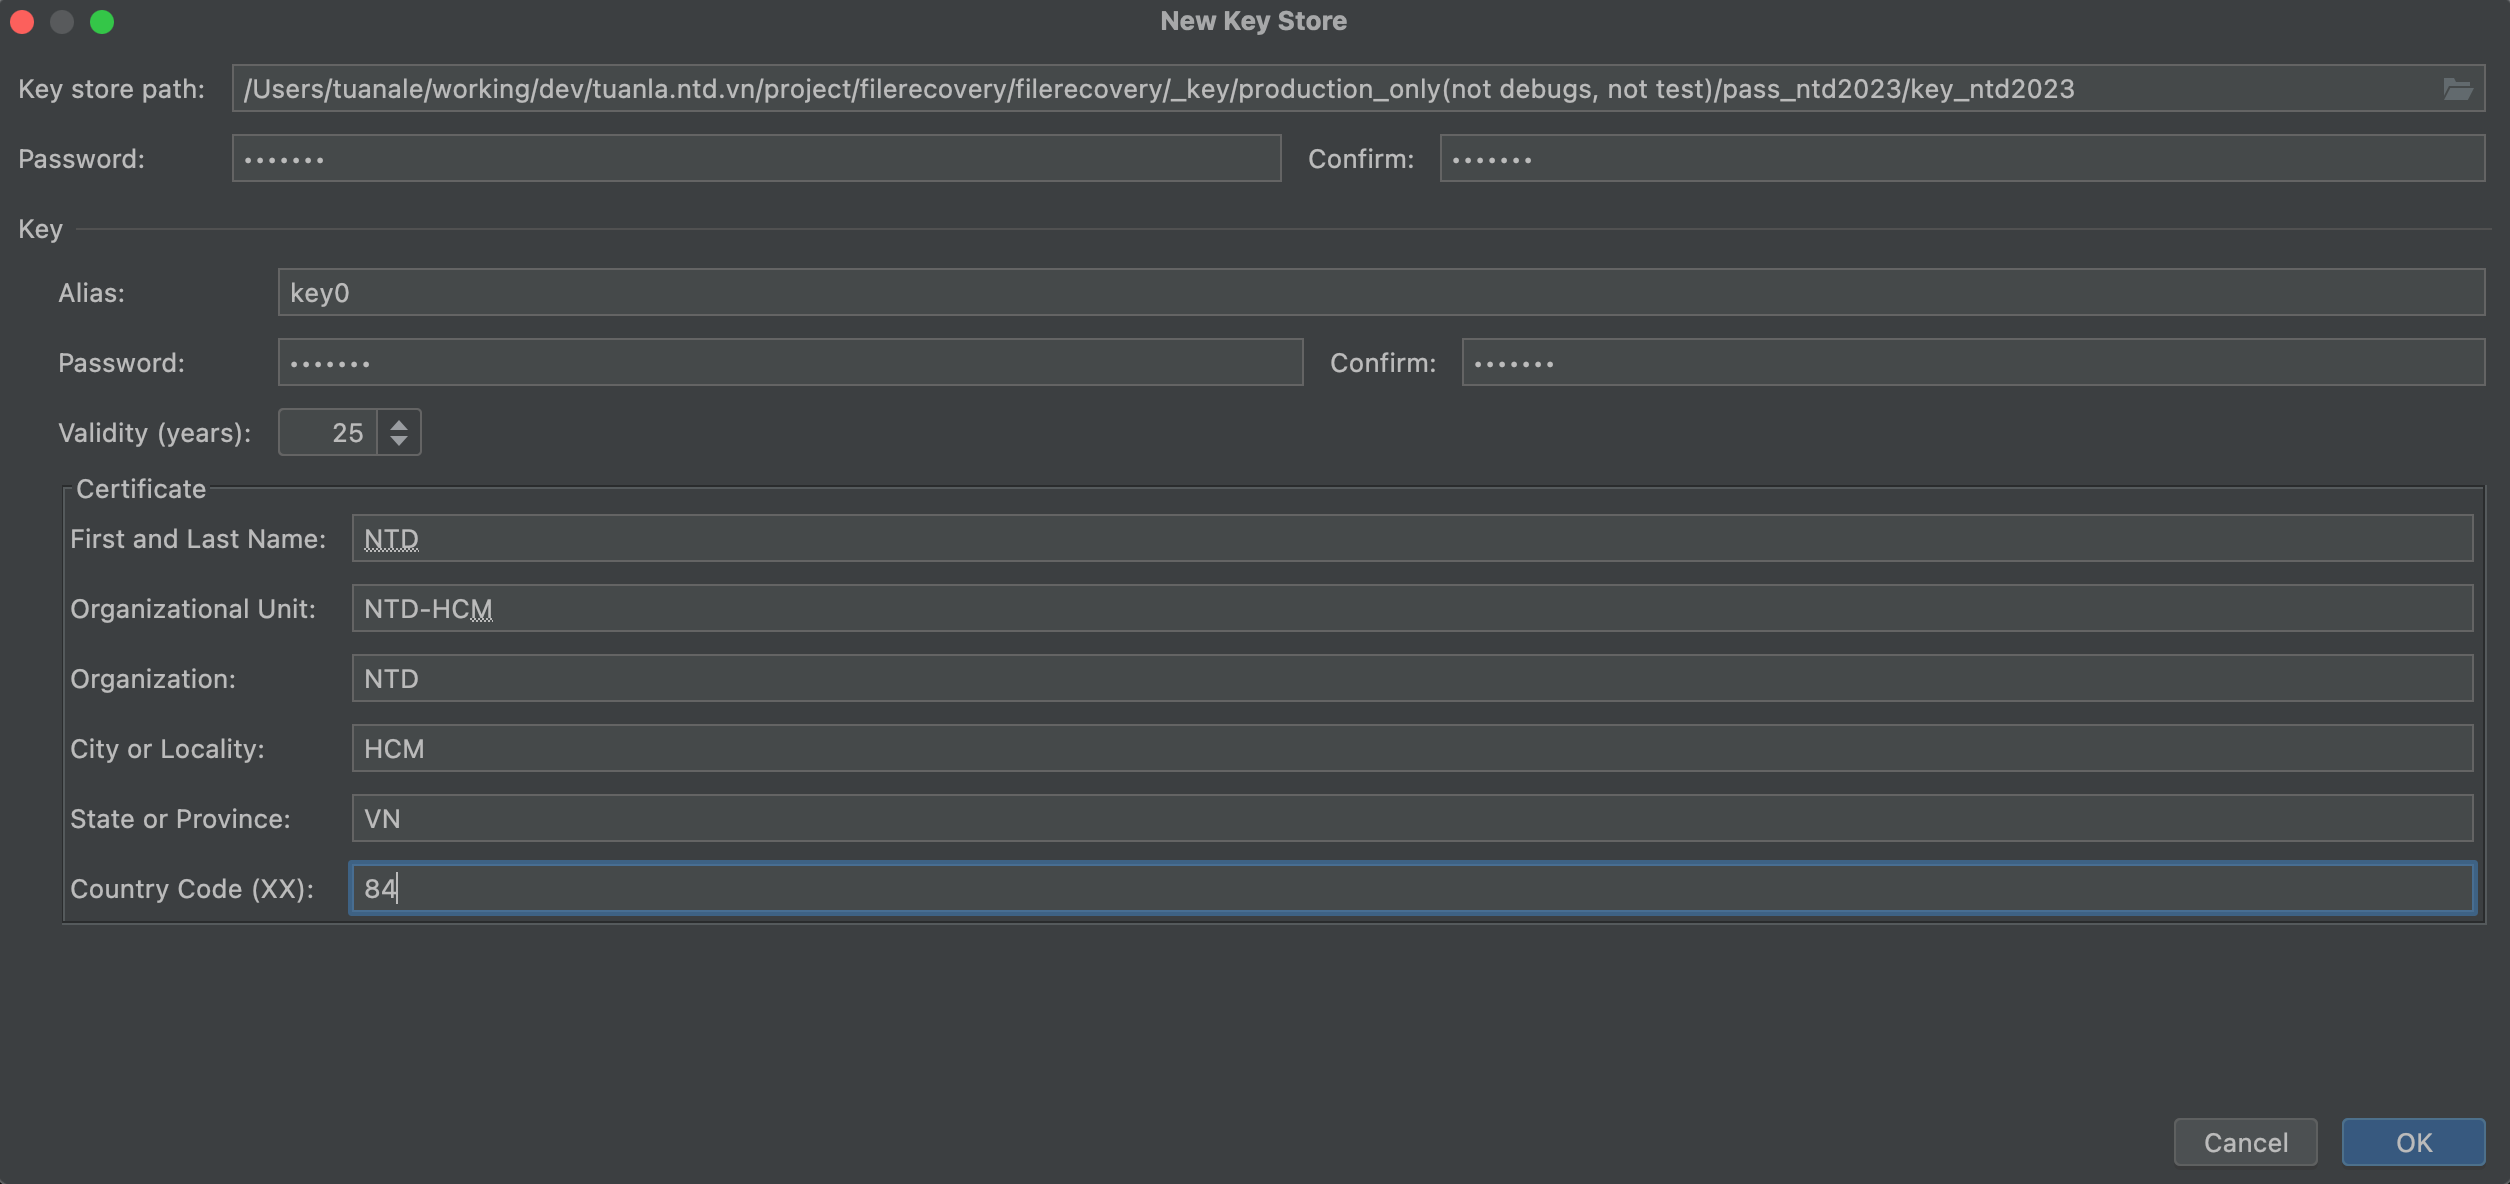 New Key Store
Key store path: /Users/tuanale/working/dev/tuanla.ntd.vn/project/filerecovery/filerecovery/_key/production_only(not debugs, not test)/pass_ntd2023/key_ntd2023
Password: ••••••• Confirm: •••••••
Key
Alias: key0
Password: ••••••• Confirm: •••••••
Validity (years): 25
Certificate
First and Last Name: NTD
Organizational Unit: NTD-HCM
Organization: NTD
City or Locality: HCM
State or Province: VN
Country Code (XX): 84
Cancel OK